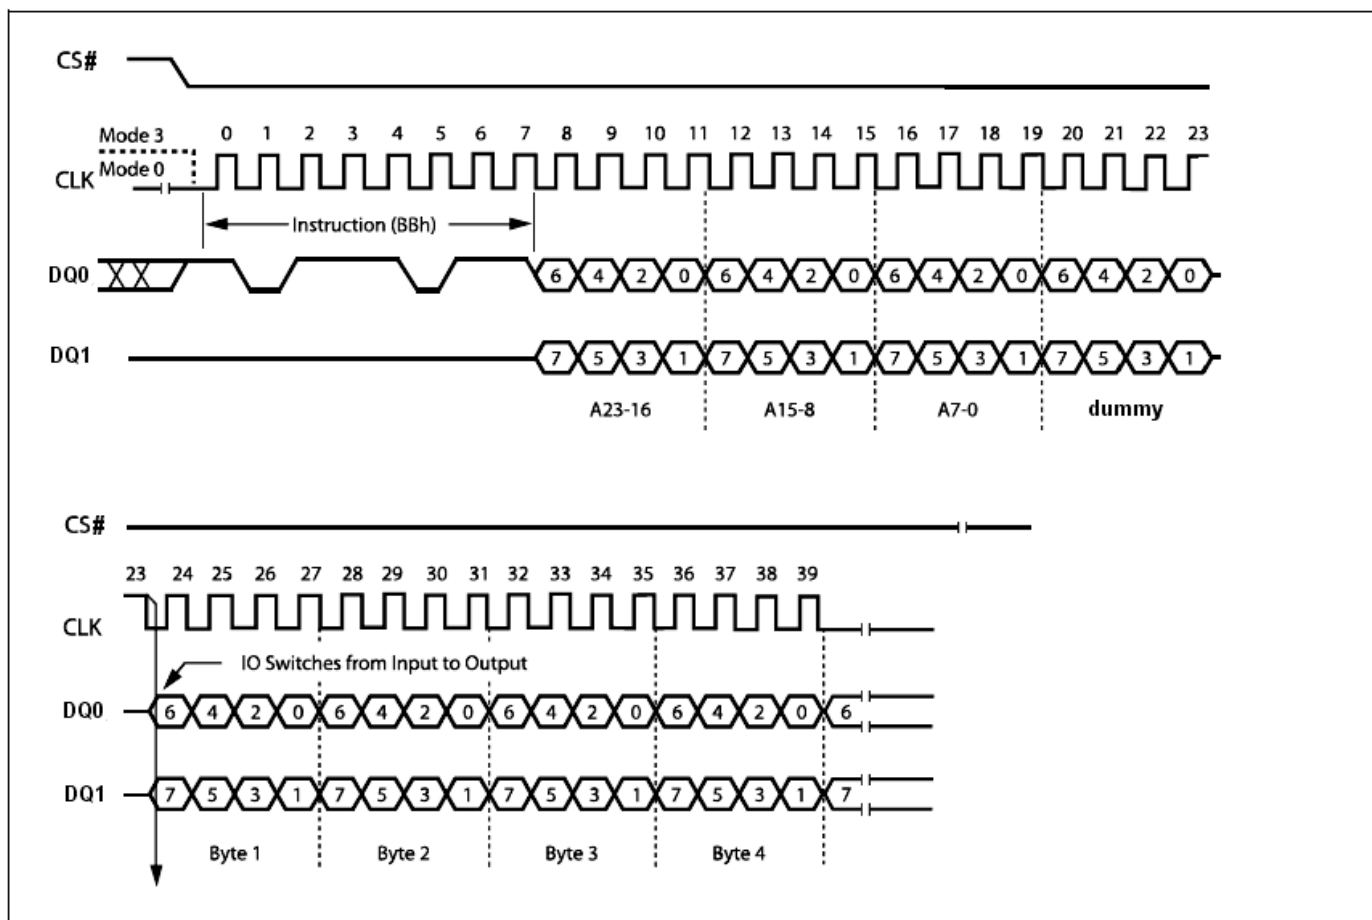 CS#
Mode 3
0 1 2 3 4 5 6 7 8 9 10 11 12 13 14 15 16 17 18 19 20 21 22 23
Mode 0
CLK
Instruction (BBh)
DQ0 6 4 2 0 6 4 2 0 6 4 2 0 6 4 2 0
DQ1 7 5 3 1 7 5 3 1 7 5 3 1 7 5 3 1
A23-16 A15-8 A7-0 dummy
CS#
23 24 25 26 27 28 29 30 31 32 33 34 35 36 37 38 39
CLK
IO Switches from Input to Output
DQ0 6 4 2 0 6 4 2 0 6 4 2 0 6 4 2 0 6
DQ1 7 5 3 1 7 5 3 1 7 5 3 1 7 5 3 1 7
Byte 1 Byte 2 Byte 3 Byte 4